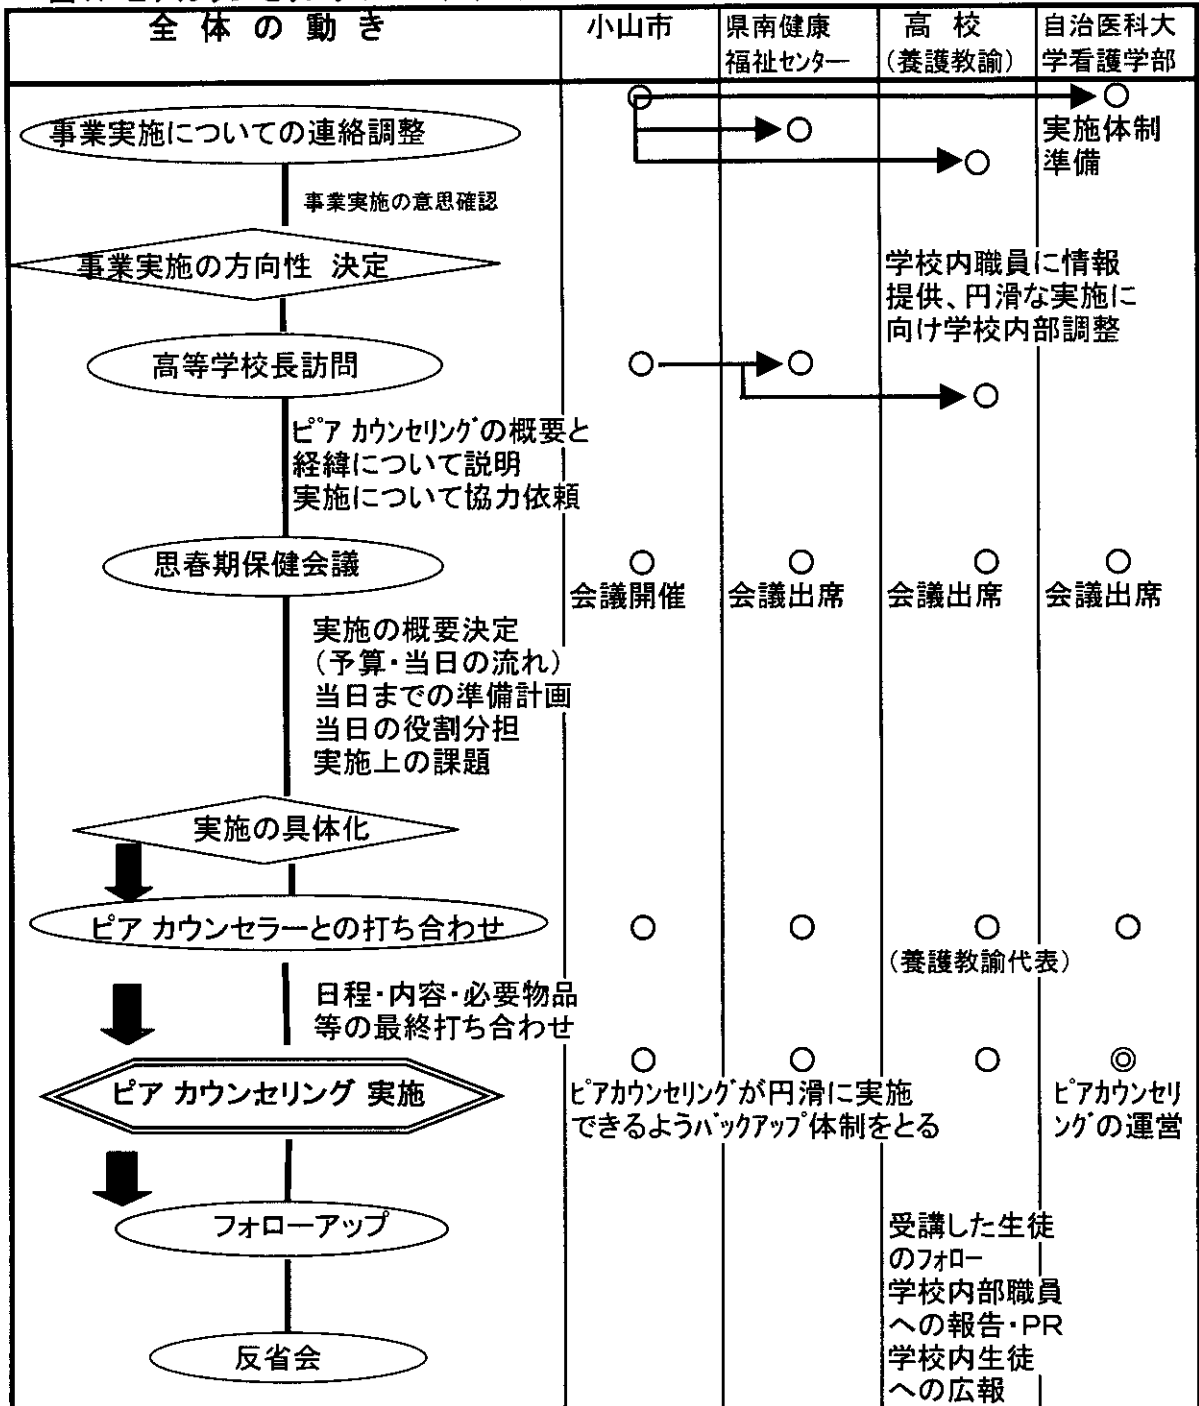 全体の動き
小山市
県南健康
福祉センター
高校
(養護教諭)
自治医科大
学看護学部
事業実施についての連絡調整
実施体制
準備
事業実施の意思確認
事業実施の方向性 決定
学校内職員に情報
提供、円滑な実施に
向け学校内部調整
高等学校長訪問
ピア カウンセリングの概要と
経緯について説明
実施について協力依頼
思春期保健会議
会議開催
会議出席
会議出席
会議出席
実施の概要決定
(予算・当日の流れ)
当日までの準備計画
当日の役割分担
実施上の課題
実施の具体化
ピア カウンセラーとの打ち合わせ
(養護教諭代表)
日程・内容・必要物品
等の最終打ち合わせ
ピア カウンセリング 実施
ピアカウンセリングが円滑に実施
できるようバックアップ体制をとる
ピアカウンセリ
ングの運営
フォローアップ
受講した生徒
のフォロー
学校内部職員
への報告・PR
学校内生徒
への広報
反省会